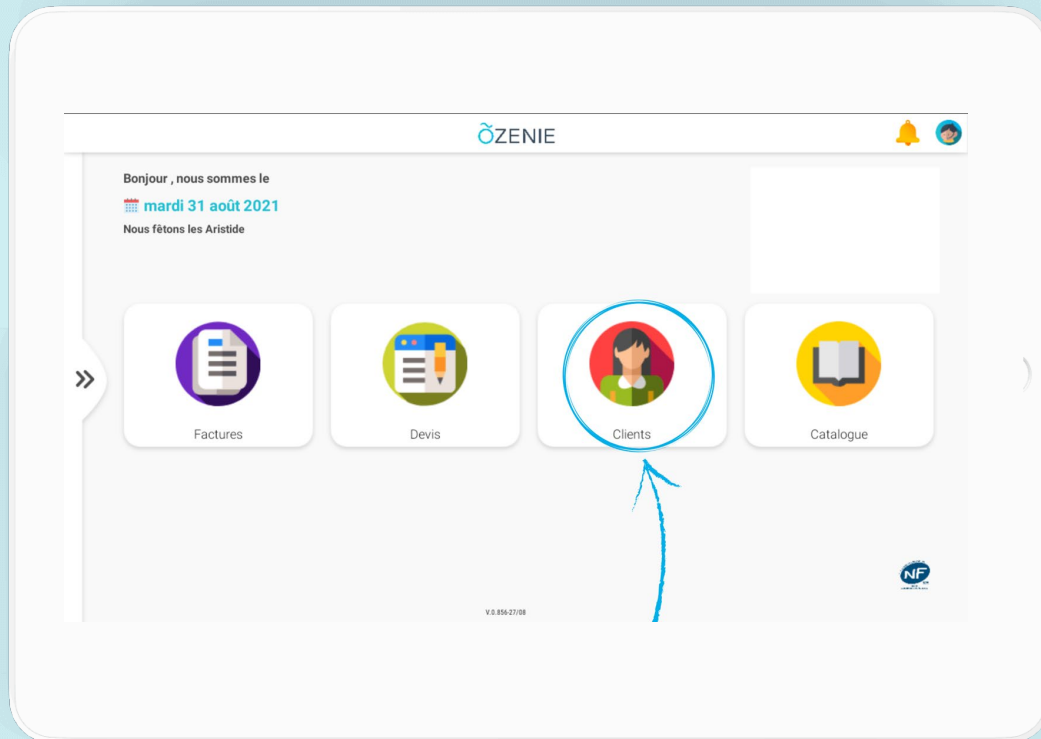 ÕZENIE
Bonjour , nous sommes le
mardi 31 août 2021
Nous fêtons les Aristide
Factures
Devis
Clients
Catalogue
NF
V.0.856-27/08